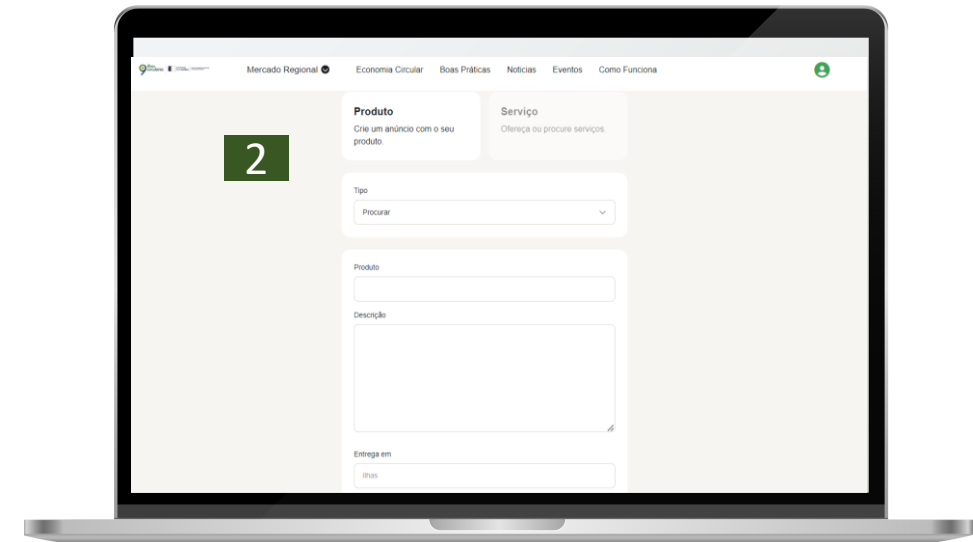 Mercado Regional Economia Circular Boas Práticas Notícias Eventos Como Funciona
Produto
Crie um anúncio com o seu
produto.
Serviço
Ofereça ou procure serviços.
2
Tipo
Procurar
Produto
Descrição
Entrega em
Ilhas